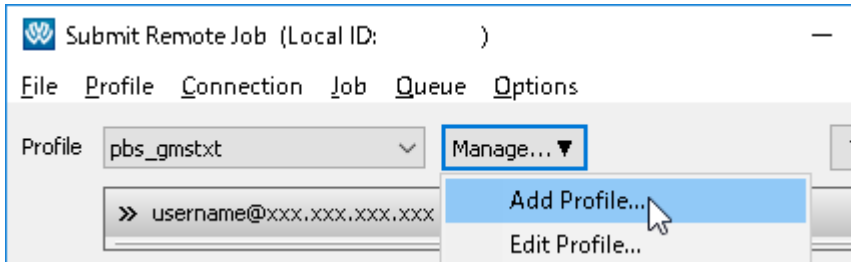 Submit Remote Job (Local ID: )
File Profile Connection Job Queue Options
Profile pbs_gmstxt Manage...▼
» username@xxx.xxx.xxx.xxx
Add Profile...
Edit Profile...